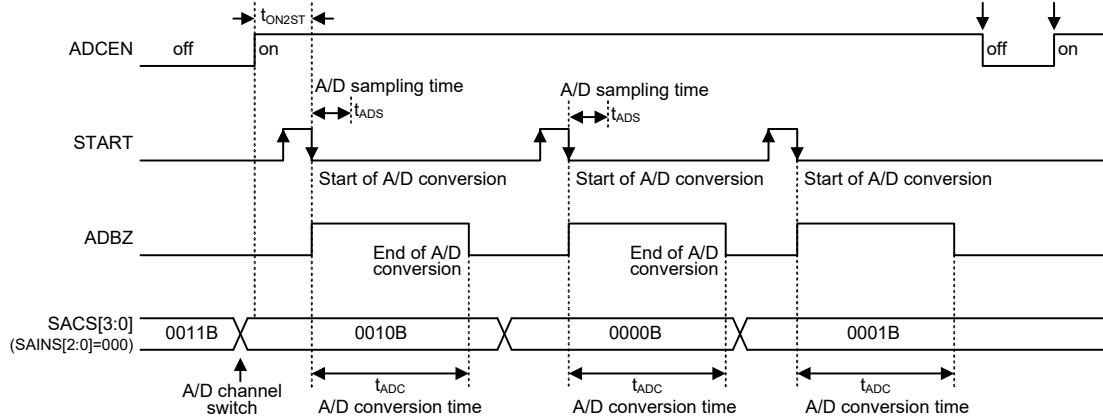 tON2ST
ADCEN off on off on
A/D sampling time A/D sampling time
tADS tADS
START
Start of A/D conversion Start of A/D conversion Start of A/D conversion
ADBZ
End of A/D End of A/D
conversion conversion
SACS[3:0] 0011B 0010B 0000B 0001B
(SAINS[2:0]=000)
A/D channel
switch
tADC tADC tADC
A/D conversion time A/D conversion time A/D conversion time